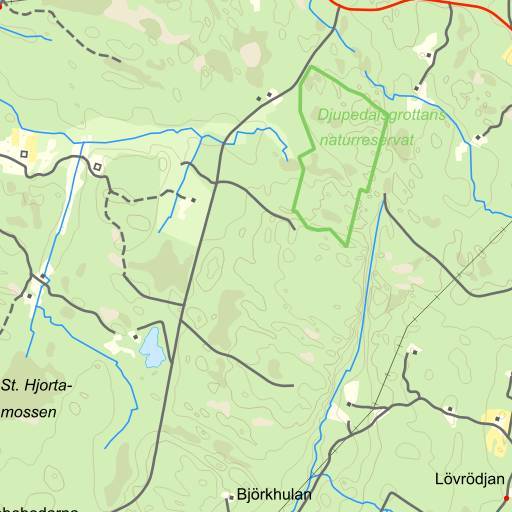 Djupedalsgrottans
naturreservat
St. Hjorta-
mossen
Lövrödjan
Björkhulan